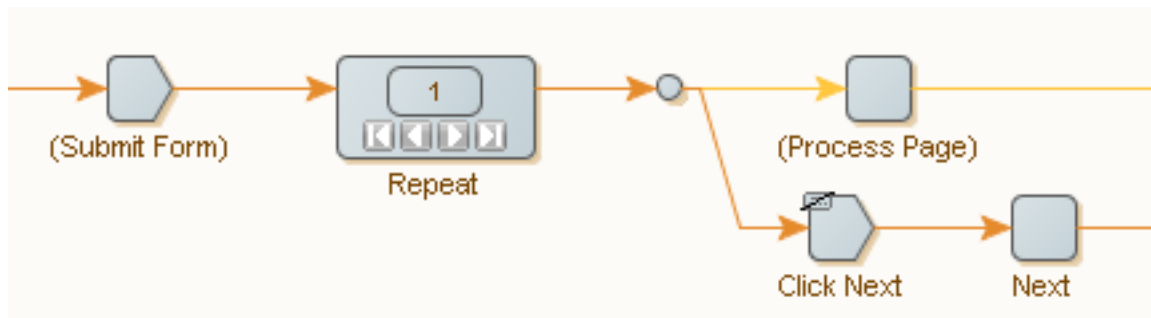 1
(Submit Form)
Repeat
(Process Page)
Click Next
Next